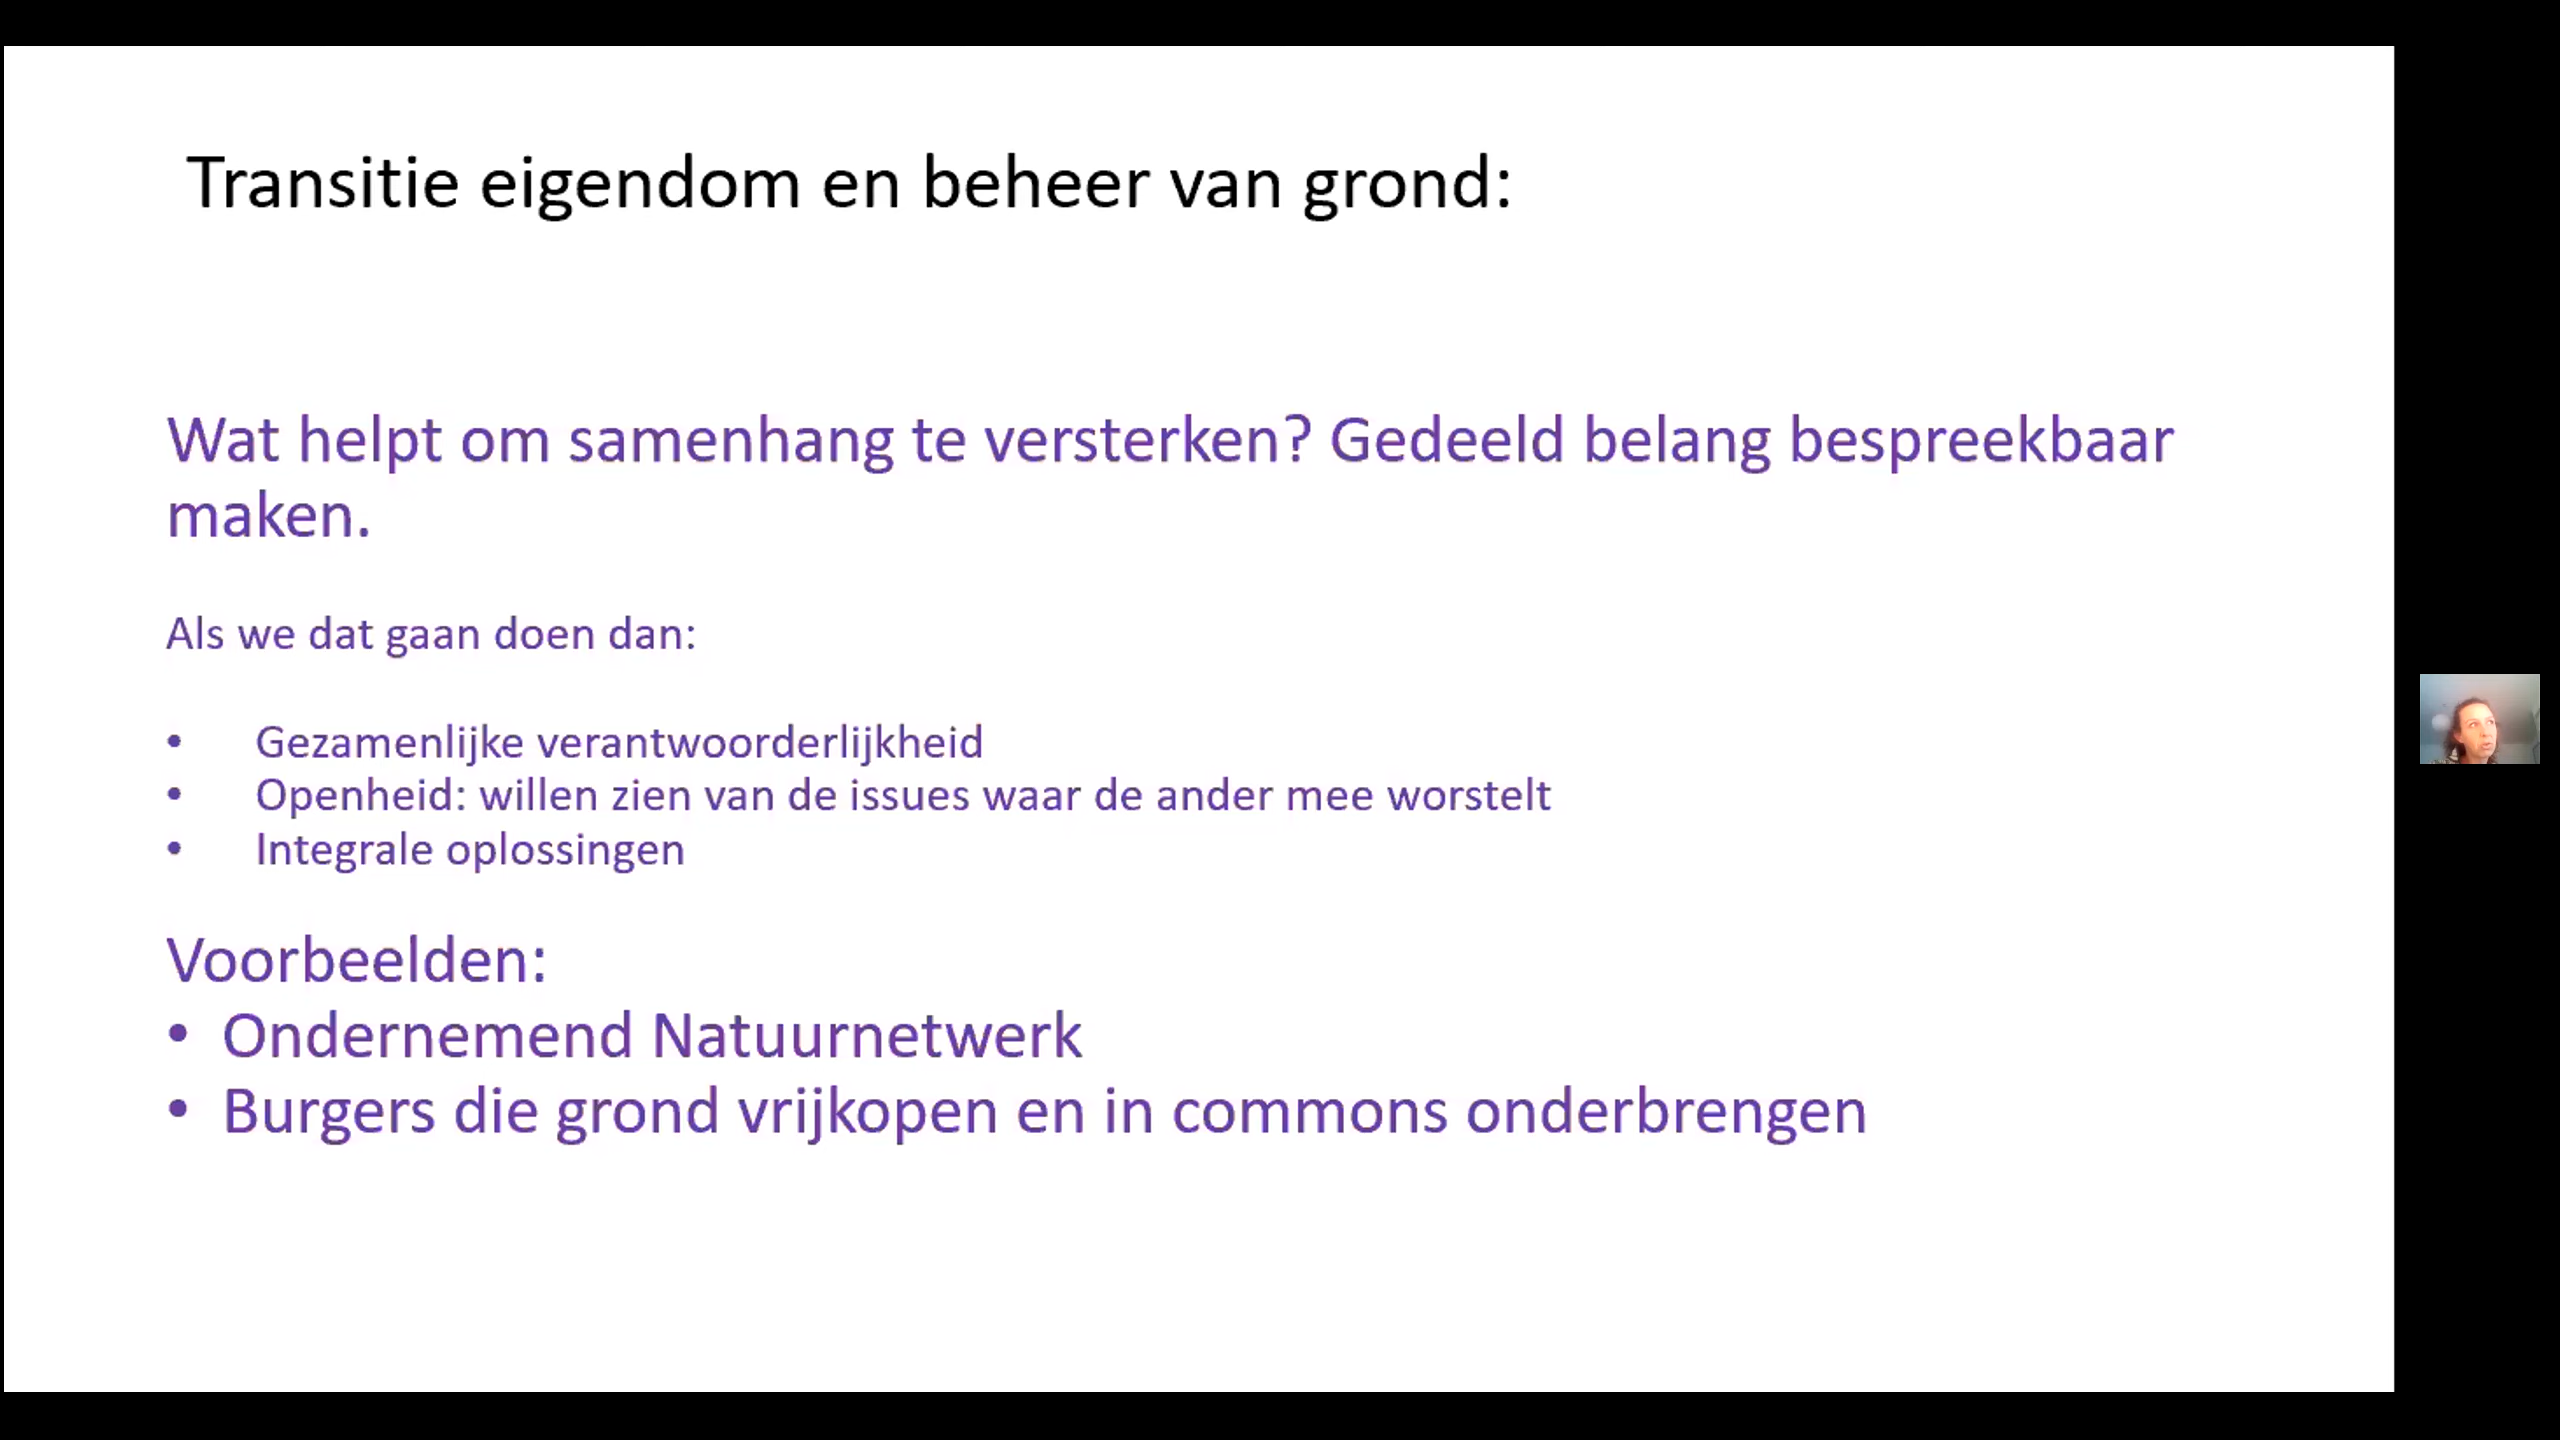 Transitie eigendom en beheer van grond:
Wat helpt om samenhang te versterken? Gedeeld belang bespreekbaar
maken.
Als we dat gaan doen dan:
• Gezamenlijke verantwoorderlijkheid
• Openheid: willen zien van de issues waar de ander mee worstelt
• Integrale oplossingen
Voorbeelden:
• Ondernemend Natuurnetwerk
• Burgers die grond vrijkopen en in commons onderbrengen